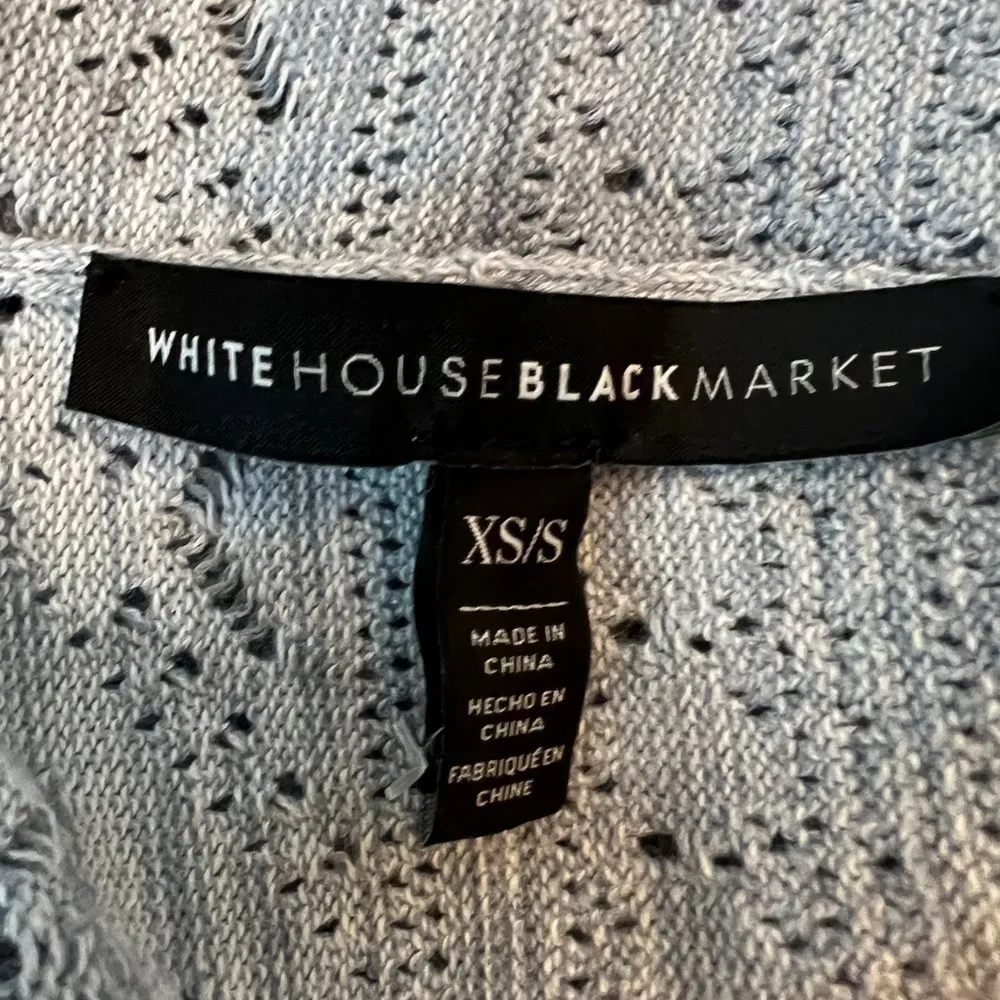 WHITE HOUSE BLACK MARKET
XS/S
MADE IN
CHINA
HECHO EN
CHINA
FABRIQUÉ EN
CHINE